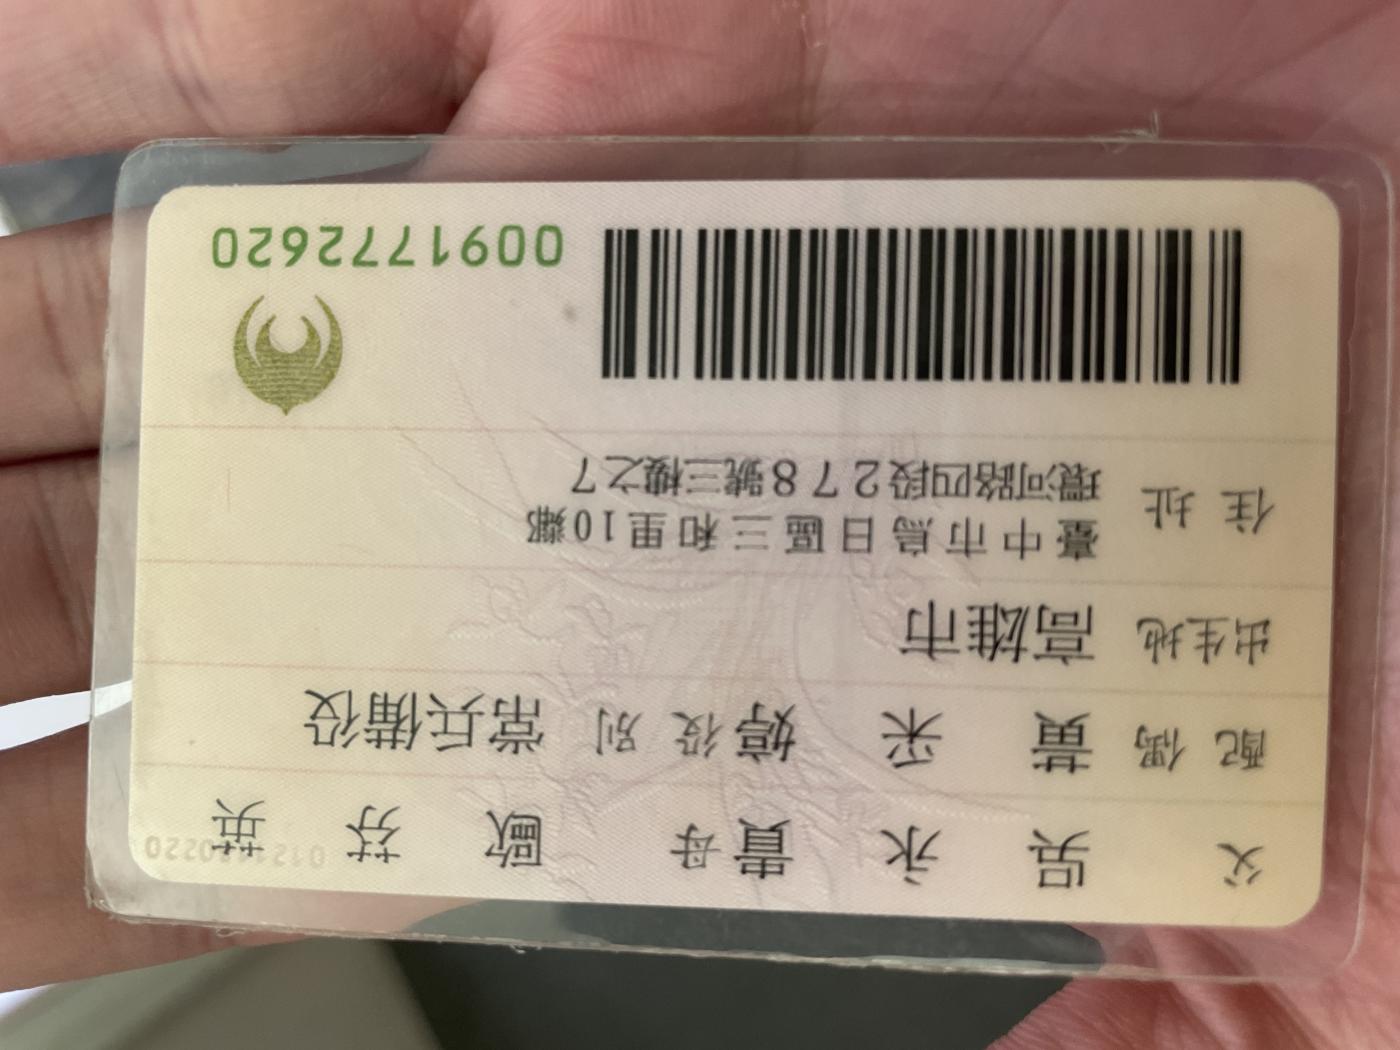 父 吳永貴 母 歐芬英
配偶 黃采婷 役別 常兵備役
出生地 高雄市
住址 臺中市烏日區三和里10鄰
環河路四段278號三樓之7
0091772620